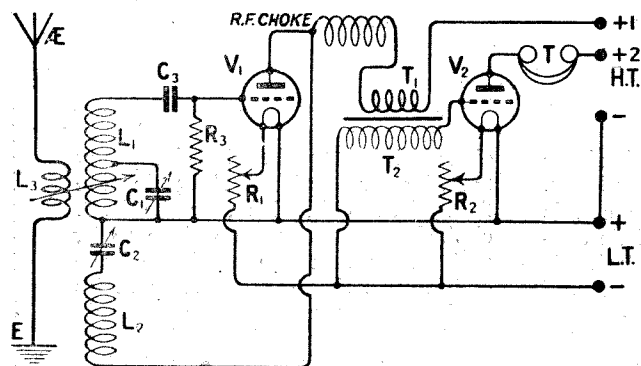 Æ
R.F. CHOKE
+1
C3
V1
T1
V2
T
+2
H.T.
-
L1
R3
T2
L3
C1
R1
R2
+
C2
L.T.
-
L2
E